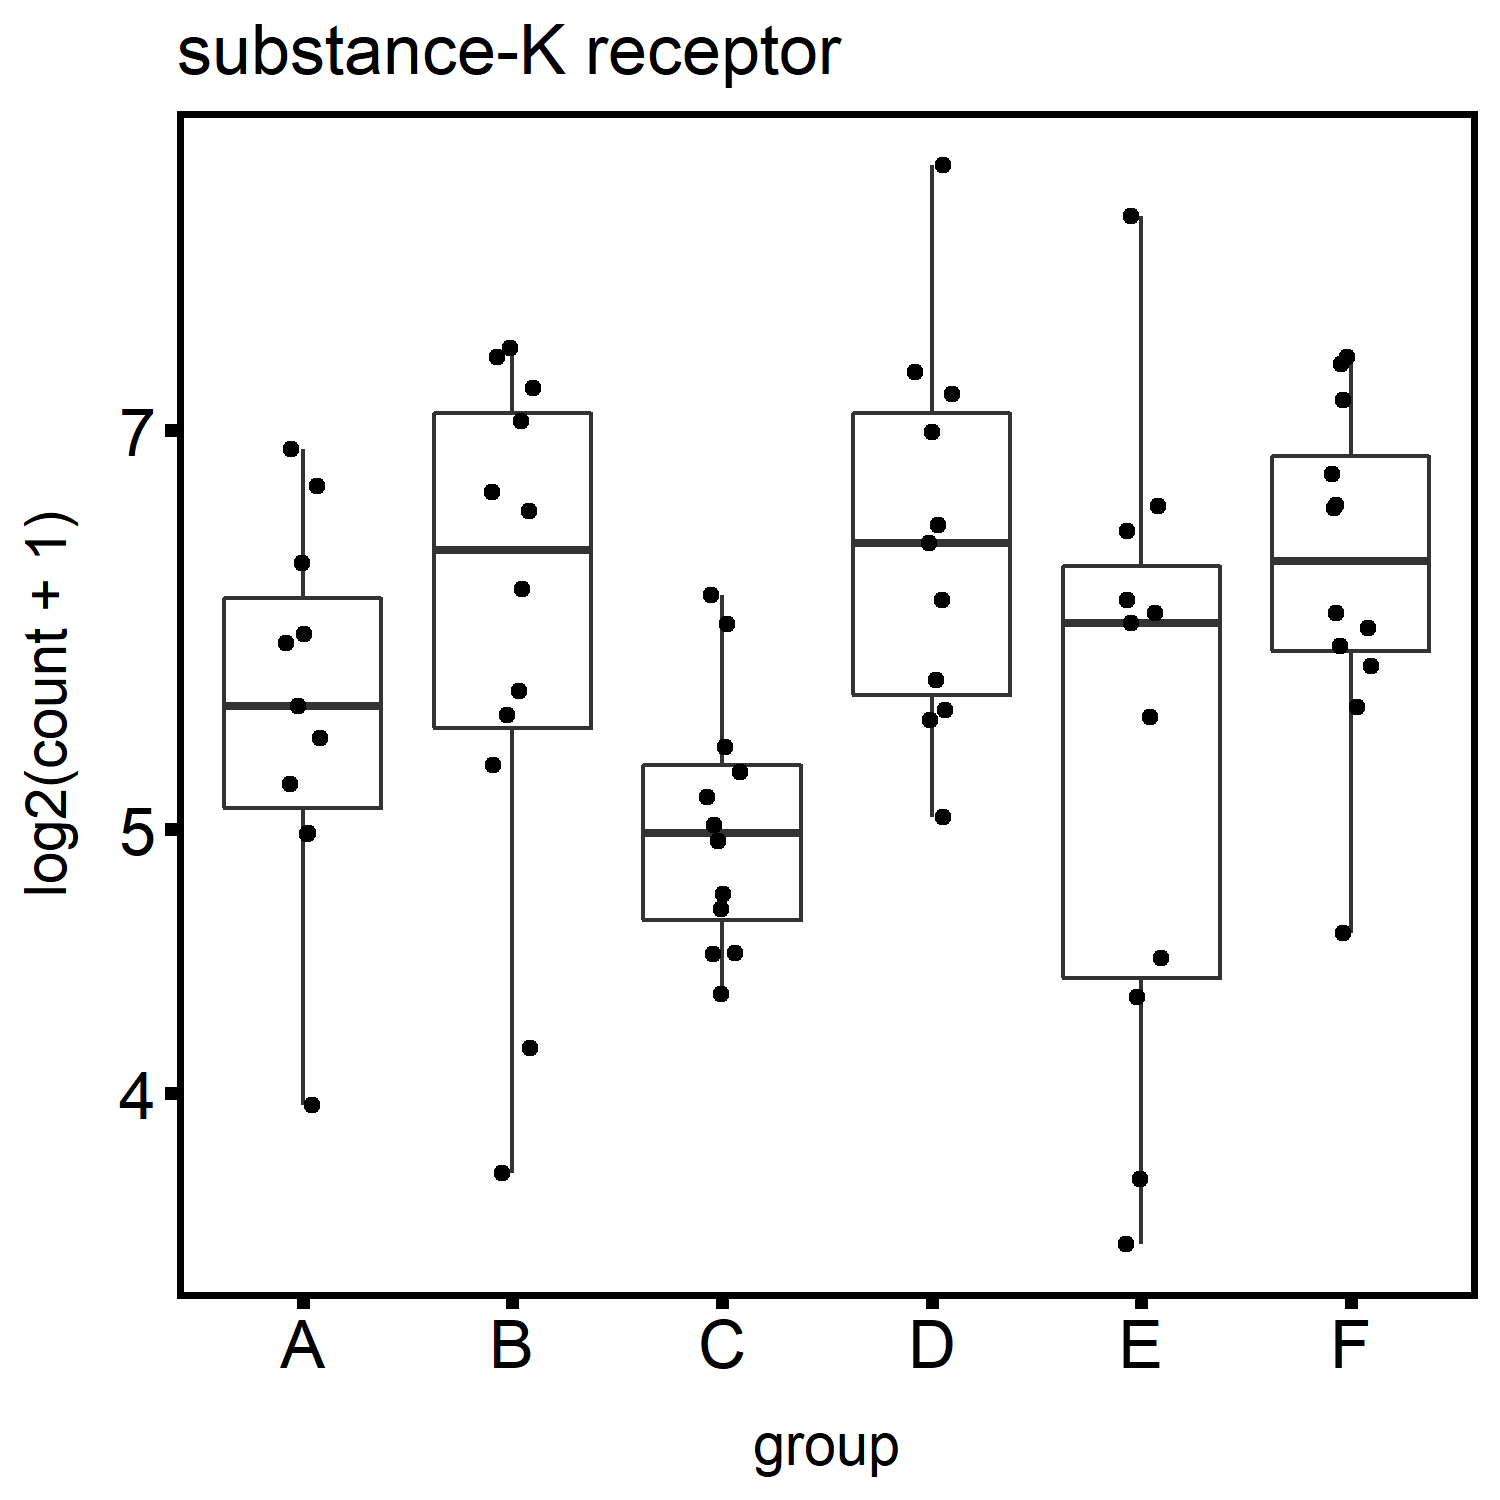 substance-K receptor
log2(count + 1)
7
5
4
A B C D E F
group